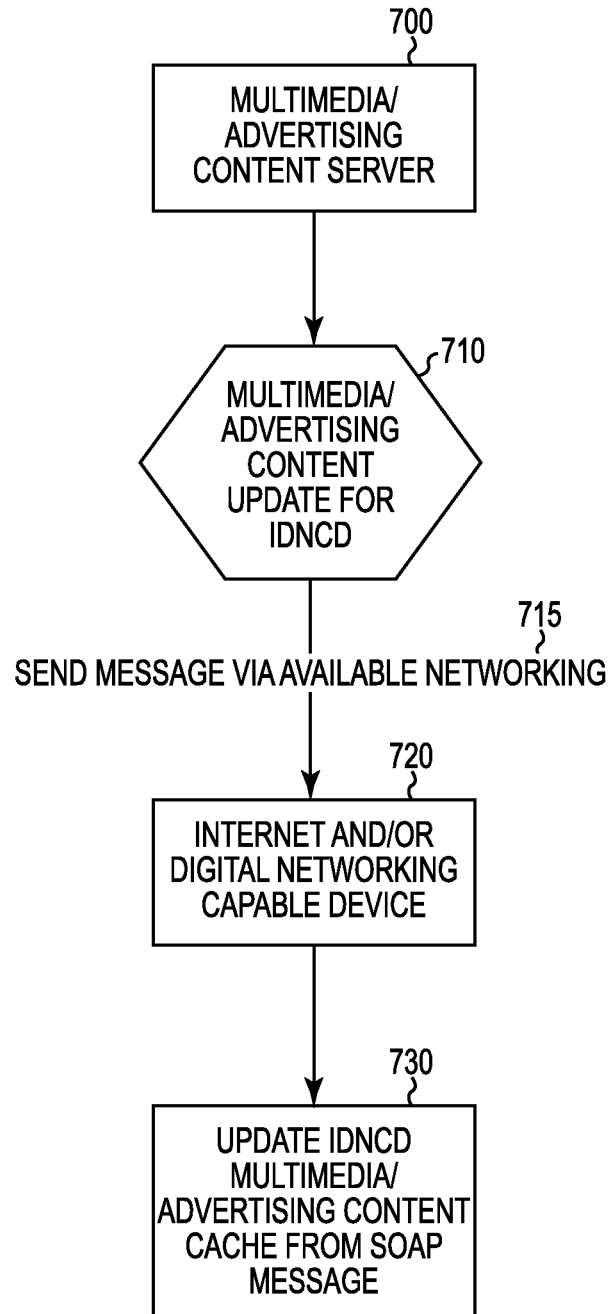 700
MULTIMEDIA/
ADVERTISING
CONTENT SERVER
710
MULTIMEDIA/
ADVERTISING
CONTENT
UPDATE FOR
IDNCD
715
SEND MESSAGE VIA AVAILABLE NETWORKING
720
INTERNET AND/OR
DIGITAL NETWORKING
CAPABLE DEVICE
730
UPDATE IDNCD
MULTIMEDIA/
ADVERTISING CONTENT
CACHE FROM SOAP
MESSAGE